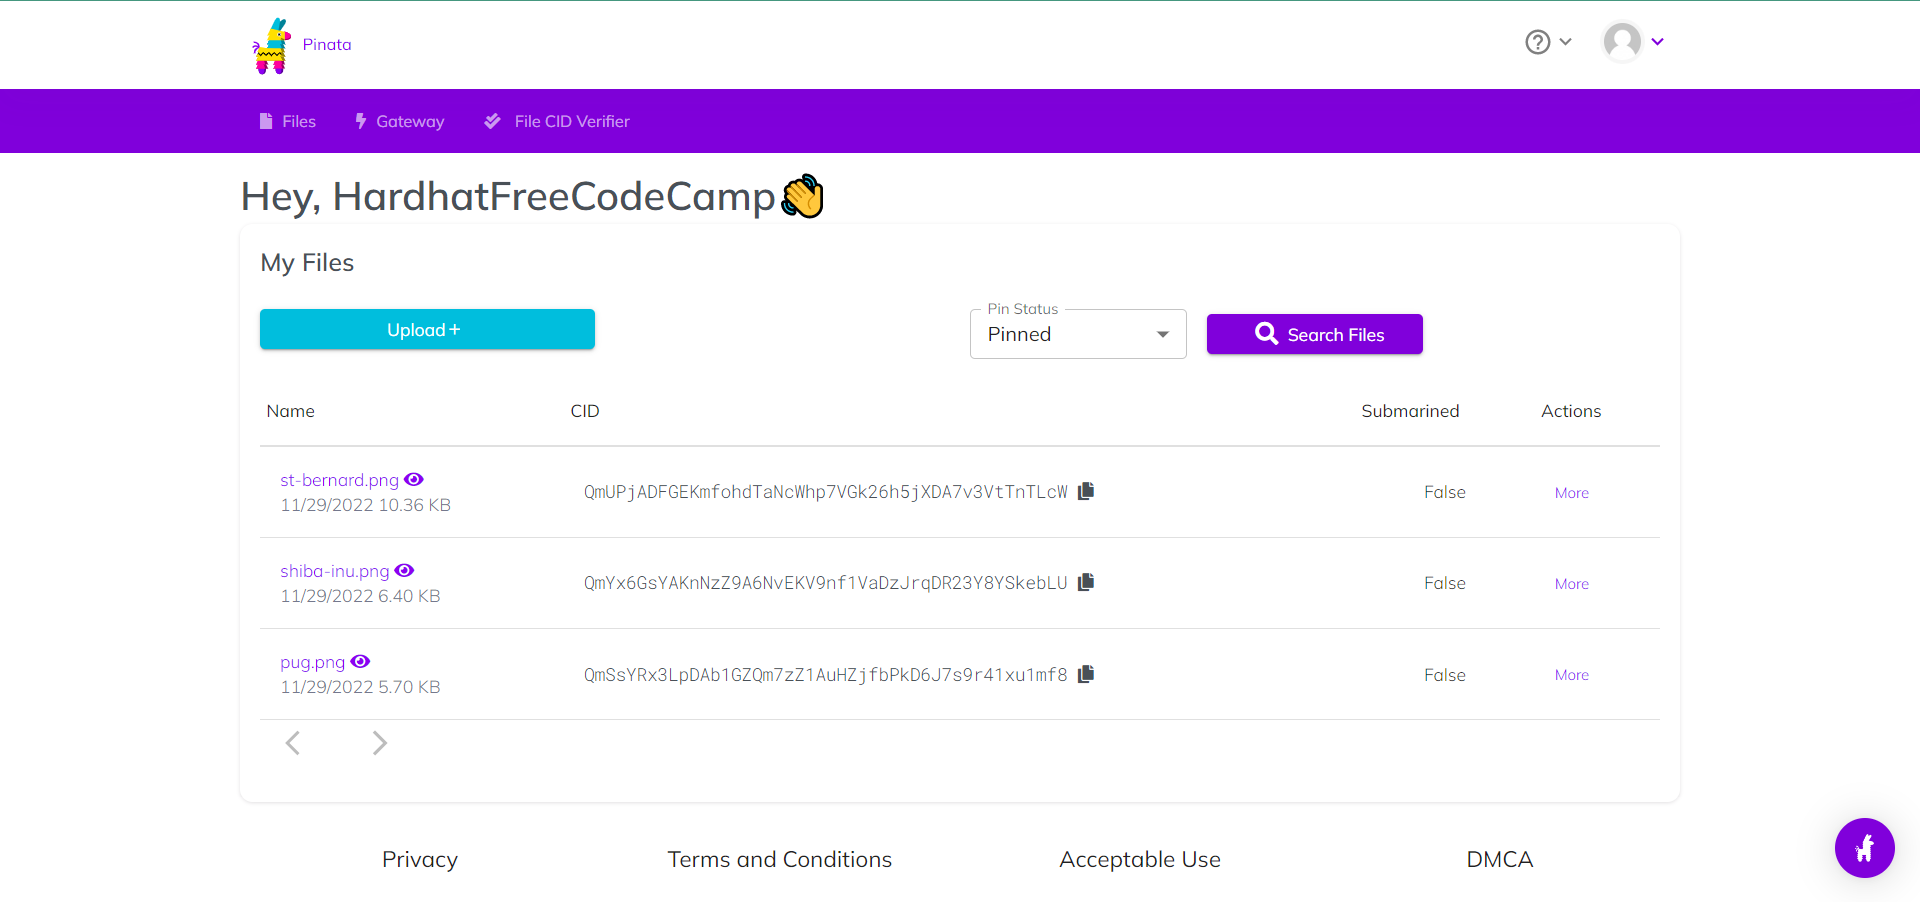 Pinata
Files Gateway File CID Verifier
Hey, HardhatFreeCodeCamp👋
My Files
Upload+
Pin Status
Pinned
Search Files
Name CID Submarined Actions
st-bernard.png
11/29/2022 10.36 KB
QmUPjADFGEKmfohdTaNcWhp7VGk26h5jXDA7v3VtTnTLcW False More
shiba-inu.png
11/29/2022 6.40 KB
QmYx6GsYAKnNzZ9A6NvEKV9nf1VaDzJrqDR23Y8YSkebLU False More
pug.png
11/29/2022 5.70 KB
QmSsYRx3LpDAb1GZQm7zZ1AuHZjfbPkD6J7s9r41xu1mf8 False More
Privacy Terms and Conditions Acceptable Use DMCA